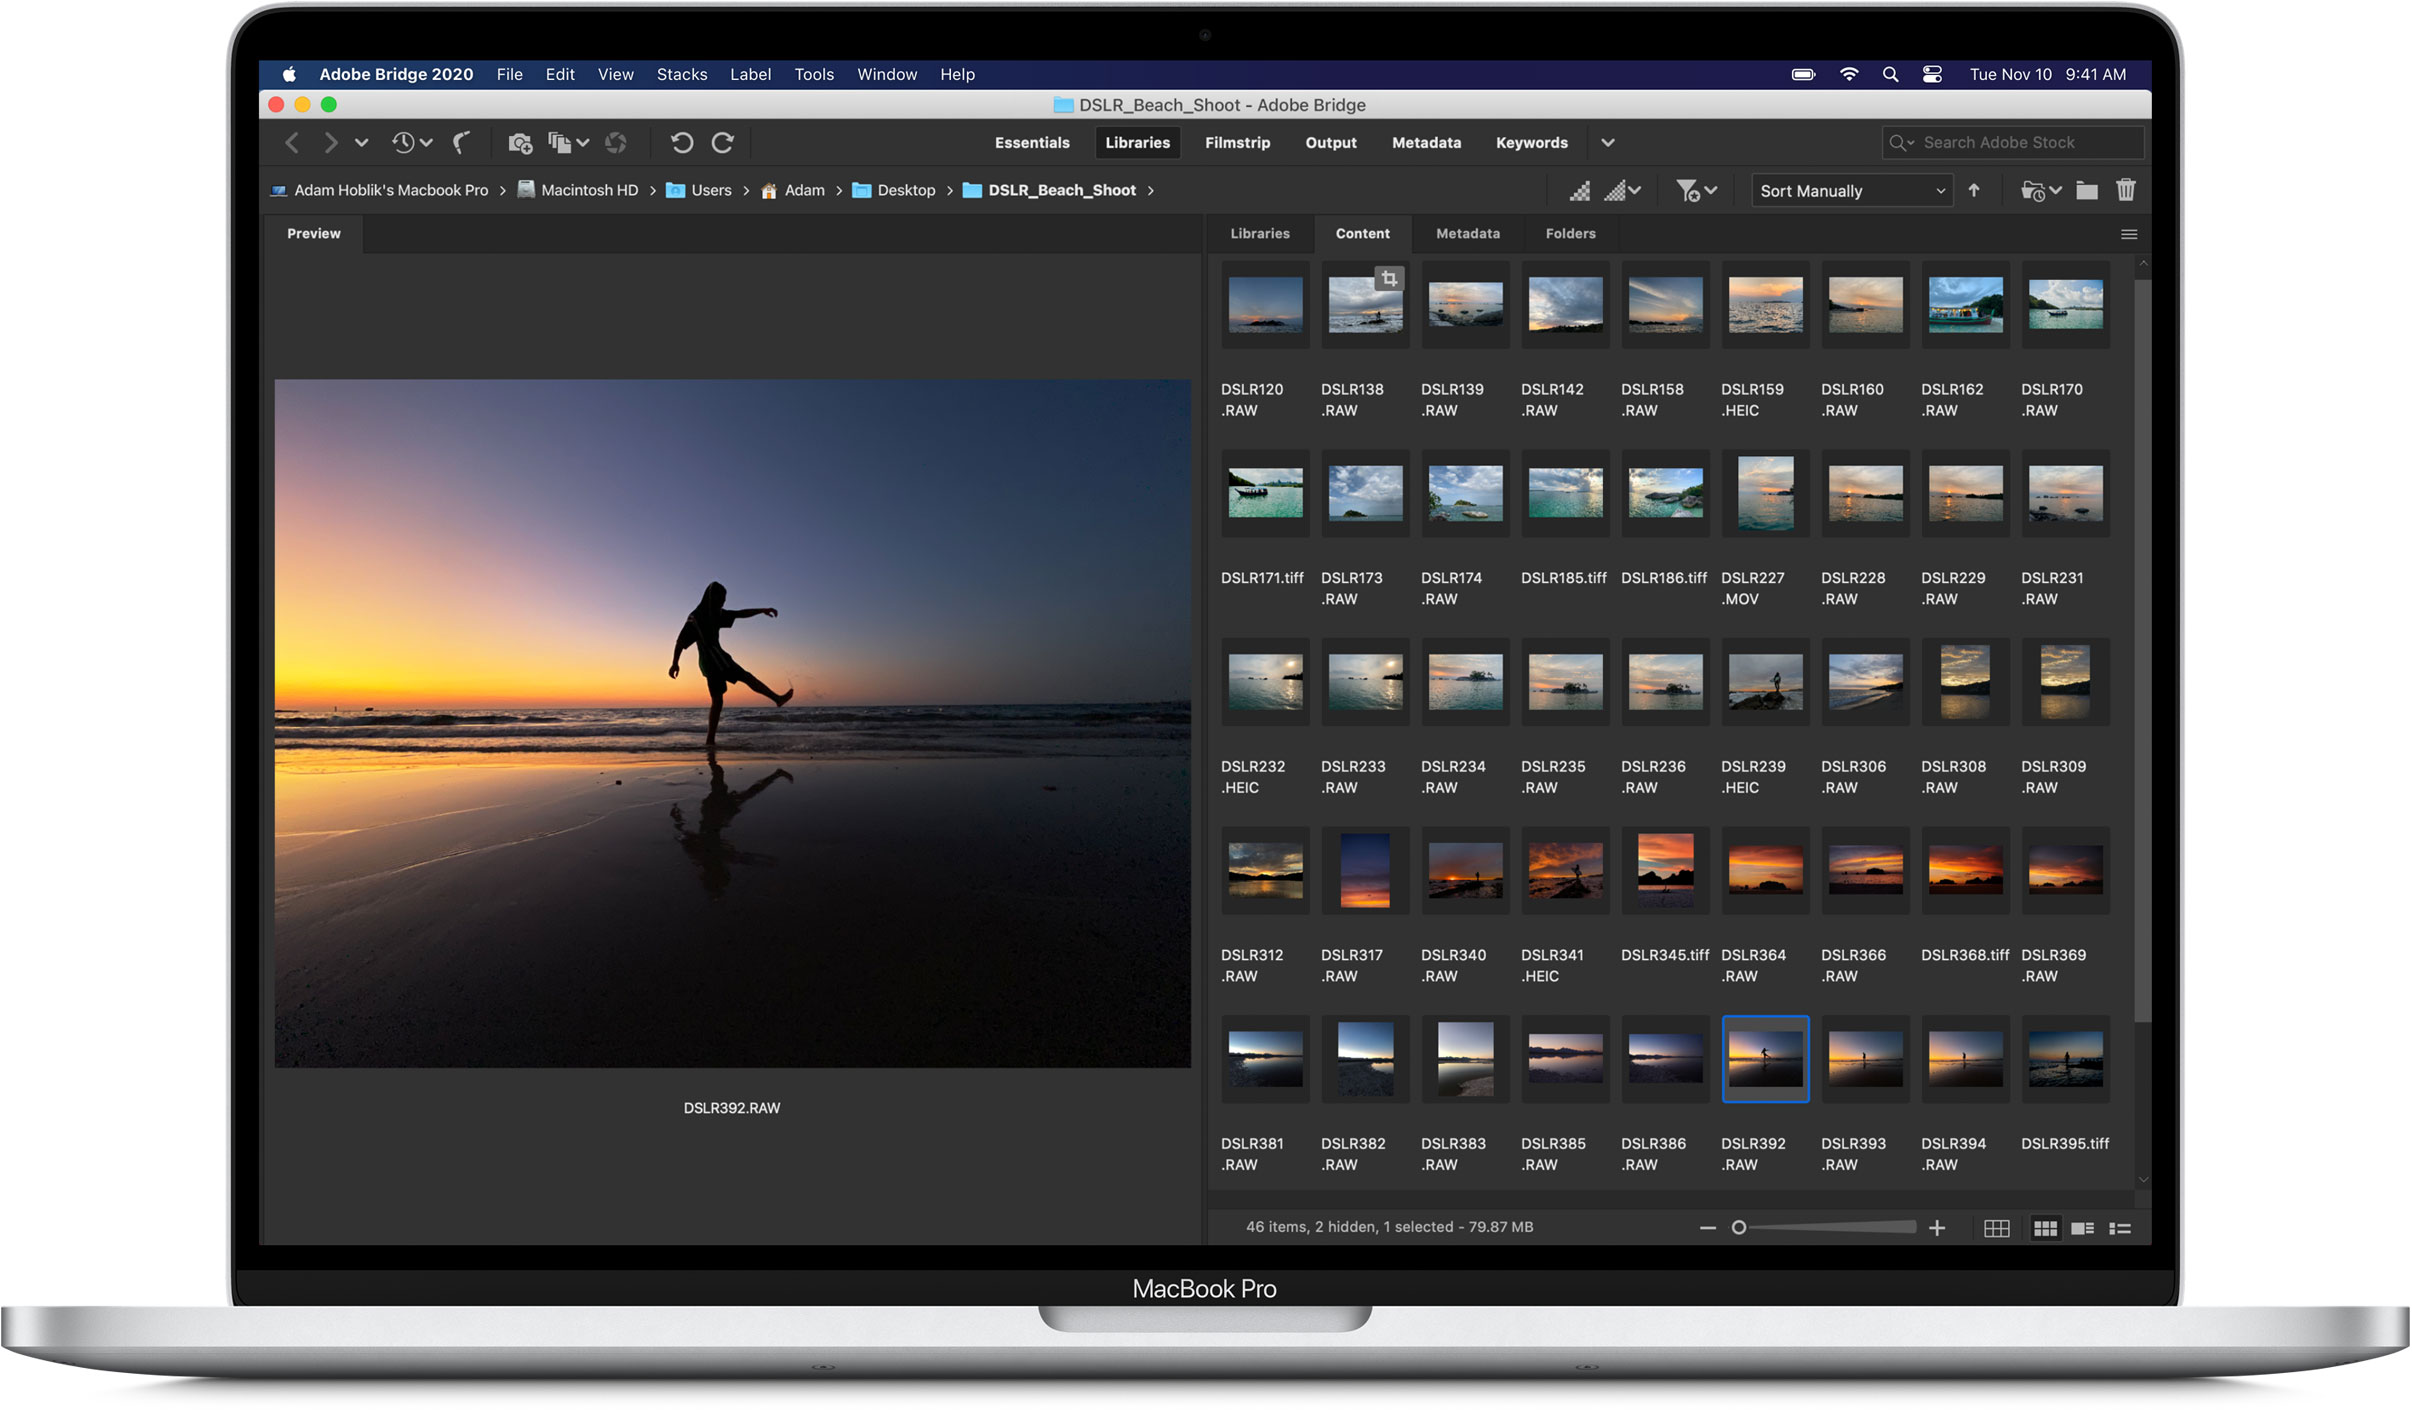 Adobe Bridge 2020 File Edit View Stacks Label Tools Window Help Tue Nov 10 9:41 AM
DSLR_Beach_Shoot - Adobe Bridge
Essentials Libraries Filmstrip Output Metadata Keywords Search Adobe Stock
Adam Hoblik's Macbook Pro Macintosh HD Users Adam Desktop DSLR_Beach_Shoot Sort Manually
Preview
Libraries Content Metadata Folders
DSLR120 DSLR138 DSLR139 DSLR142 DSLR158 DSLR159 DSLR160 DSLR162 DSLR170
.RAW .RAW .RAW .RAW .RAW .HEIC .RAW .RAW .RAW
DSLR171.tiff DSLR173 DSLR174 DSLR185.tiff DSLR186.tiff DSLR227 DSLR228 DSLR229 DSLR231
.RAW .RAW .MOV .RAW .RAW .RAW
DSLR232 DSLR233 DSLR234 DSLR235 DSLR236 DSLR239 DSLR306 DSLR308 DSLR309
.HEIC .RAW .RAW .RAW .RAW .HEIC .RAW .RAW .RAW
DSLR312 DSLR317 DSLR340 DSLR341 DSLR345.tiff DSLR364 DSLR366 DSLR368.tiff DSLR369
.RAW .RAW .RAW .HEIC .RAW .RAW .RAW
DSLR392.RAW
DSLR381 DSLR382 DSLR383 DSLR385 DSLR386 DSLR392 DSLR393 DSLR394 DSLR395.tiff
.RAW .RAW .RAW .RAW .RAW .RAW .RAW .RAW
46 items, 2 hidden, 1 selected - 79.87 MB
MacBook Pro